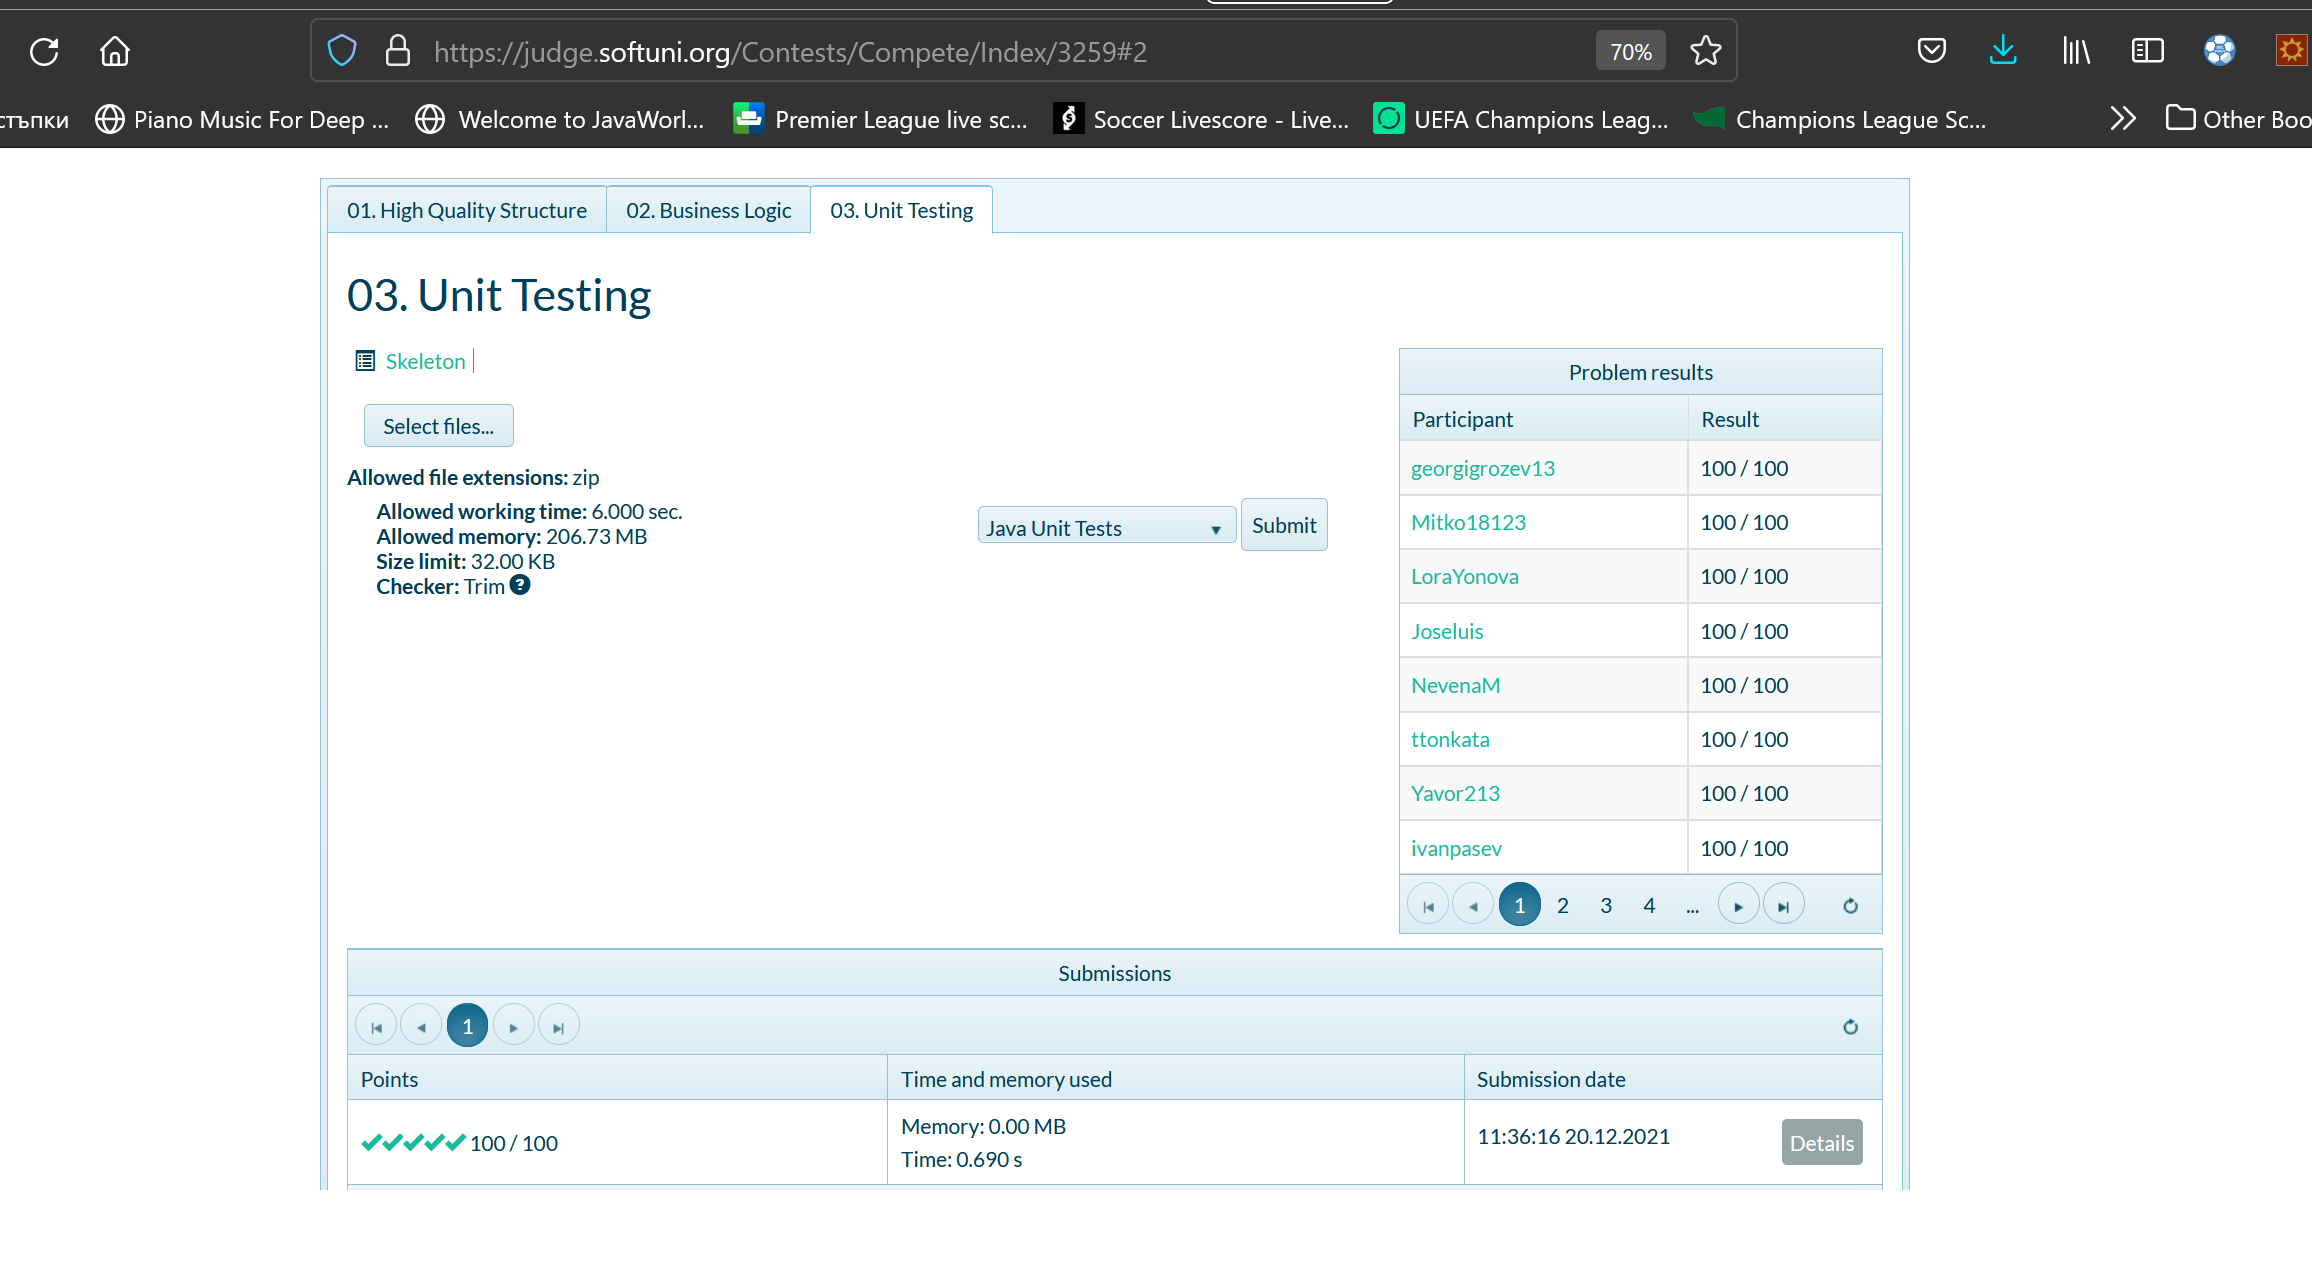 https://judge.softuni.org/Contests/Compete/Index/3259#2
70%
стъпки
Piano Music For Deep ...
Welcome to JavaWorl...
Premier League live sc...
Soccer Livescore - Live...
UEFA Champions Leag...
Champions League Sc...
Other Boo
01. High Quality Structure
02. Business Logic
03. Unit Testing
03. Unit Testing
Skeleton
Select files...
Allowed file extensions: zip
Allowed working time: 6.000 sec.
Allowed memory: 206.73 MB
Size limit: 32.00 KB
Checker: Trim ?
Java Unit Tests
Submit
Problem results
Participant Result
georgigrozev13 100 / 100
Mitko18123 100 / 100
LoraYonova 100 / 100
Joseluis 100 / 100
NevenaM 100 / 100
ttonkata 100 / 100
Yavor213 100 / 100
ivanpasev 100 / 100
1 2 3 4 ...
Submissions
1
Points Time and memory used Submission date
100 / 100
Memory: 0.00 MB
Time: 0.690 s
11:36:16 20.12.2021
Details